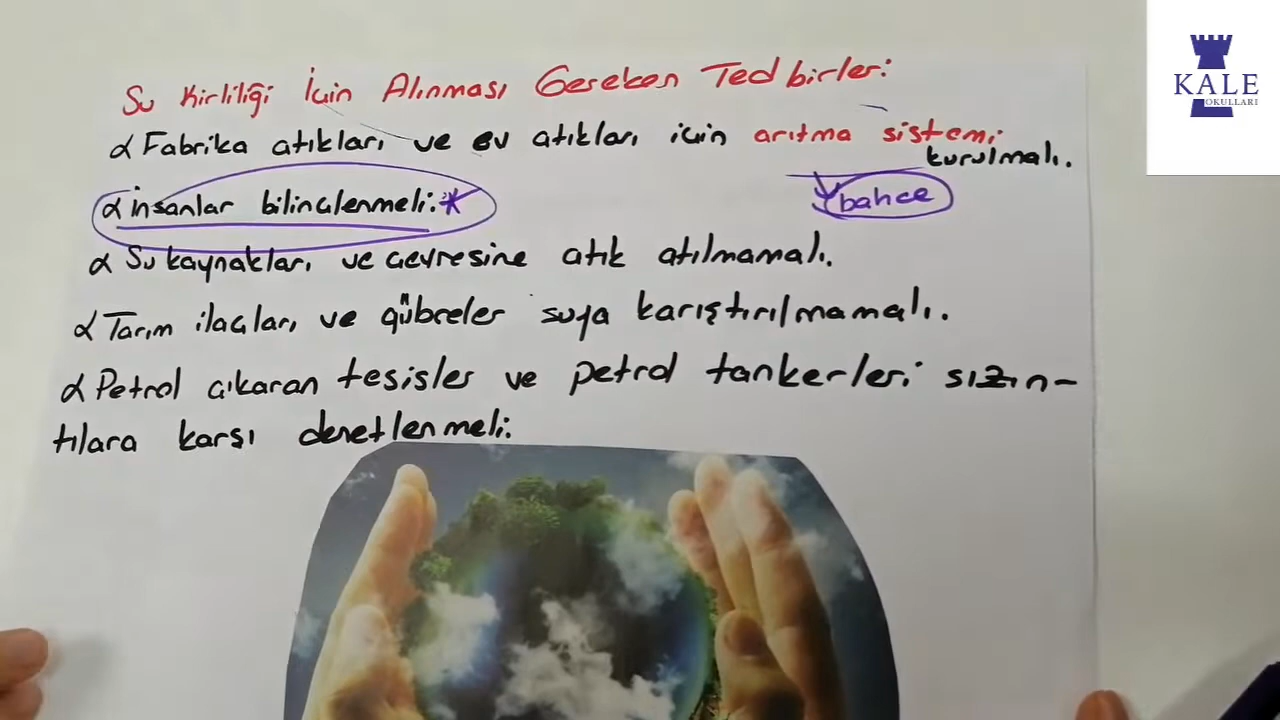 Su Kirliliği İçin Alınması Gereken Tedbirler:
α Fabrika atıkları ve ev atıkları için arıtma sistemi
kurulmalı.
α İnsanlar bilinçlenmeli.*
bahçe
α Su kaynakları ve çevresine atık atılmamalı.
α Tarım ilaçları ve gübreler suya karıştırılmamalı.
α Petrol çıkaran tesisler ve petrol tankerleri sızın-
tılara karşı denetlenmeli.
KALE
OKULLARI